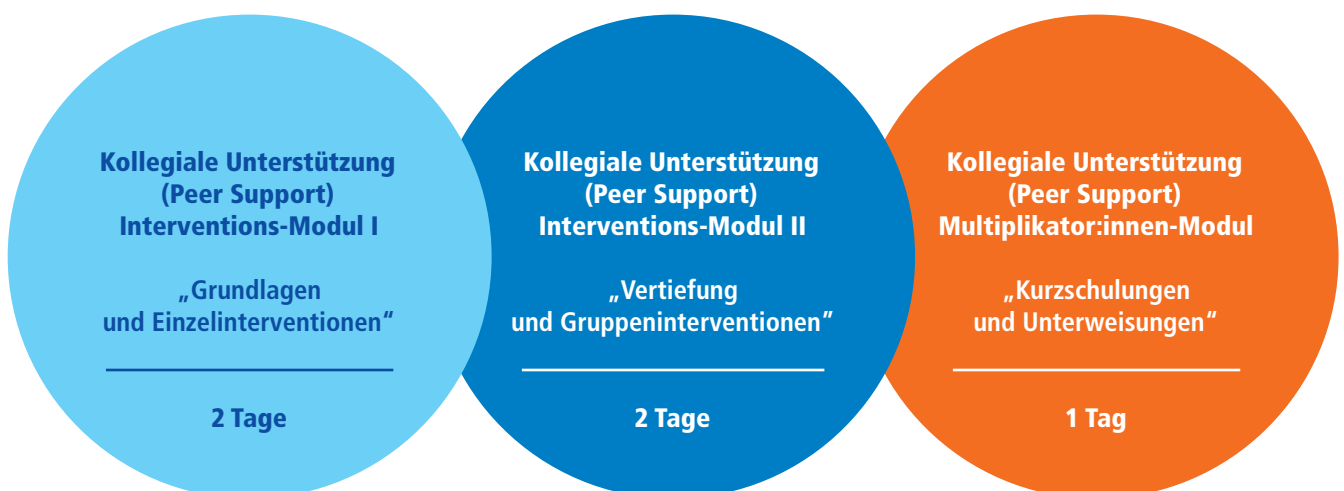 Kollegiale Unterstützung
(Peer Support)
Interventions-Modul I
„Grundlagen
und Einzelinterventionen“
2 Tage
Kollegiale Unterstützung
(Peer Support)
Interventions-Modul II
„Vertiefung
und Gruppeninterventionen”
2 Tage
Kollegiale Unterstützung
(Peer Support)
Multiplikator:innen-Modul
„Kurzschulungen
und Unterweisungen“
1 Tag